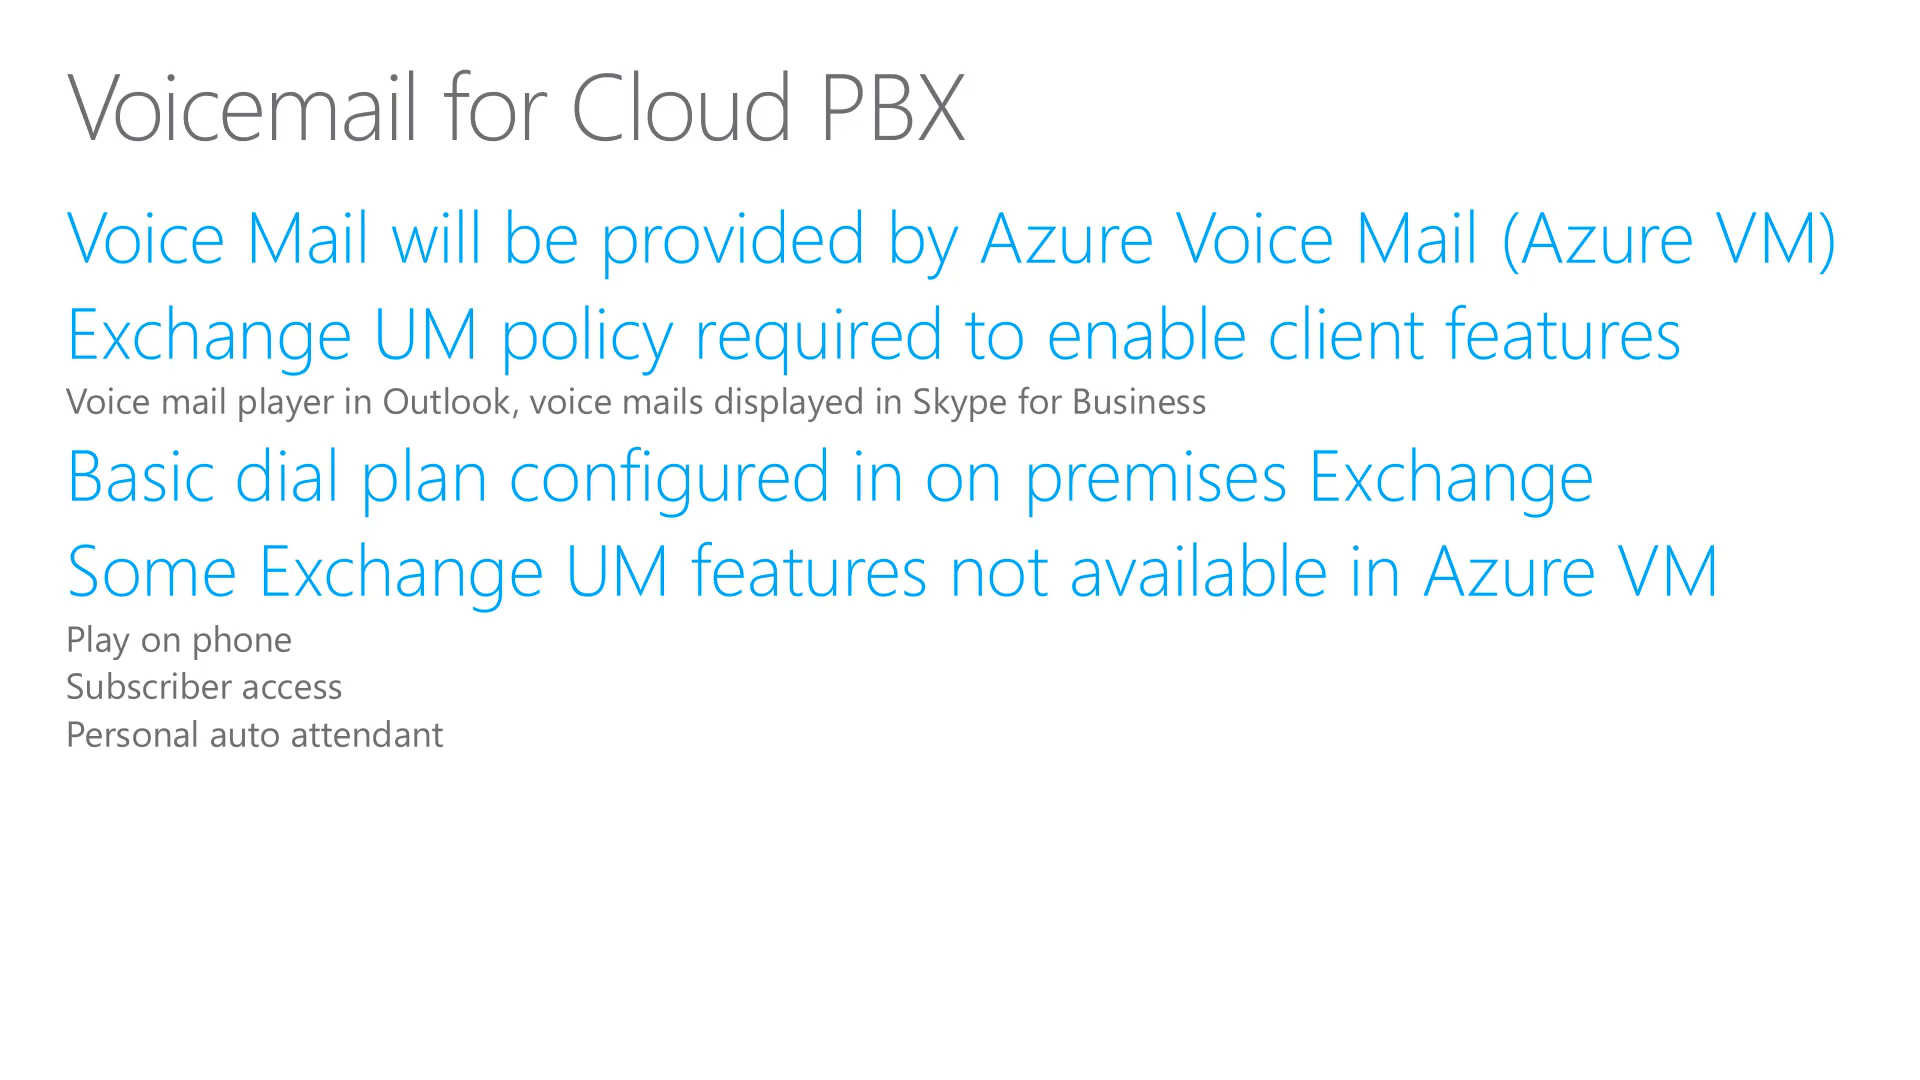 Voicemail for Cloud PBX
Voice Mail will be provided by Azure Voice Mail (Azure VM)
Exchange UM policy required to enable client features
Voice mail player in Outlook, voice mails displayed in Skype for Business
Basic dial plan configured in on premises Exchange
Some Exchange UM features not available in Azure VM
Play on phone
Subscriber access
Personal auto attendant